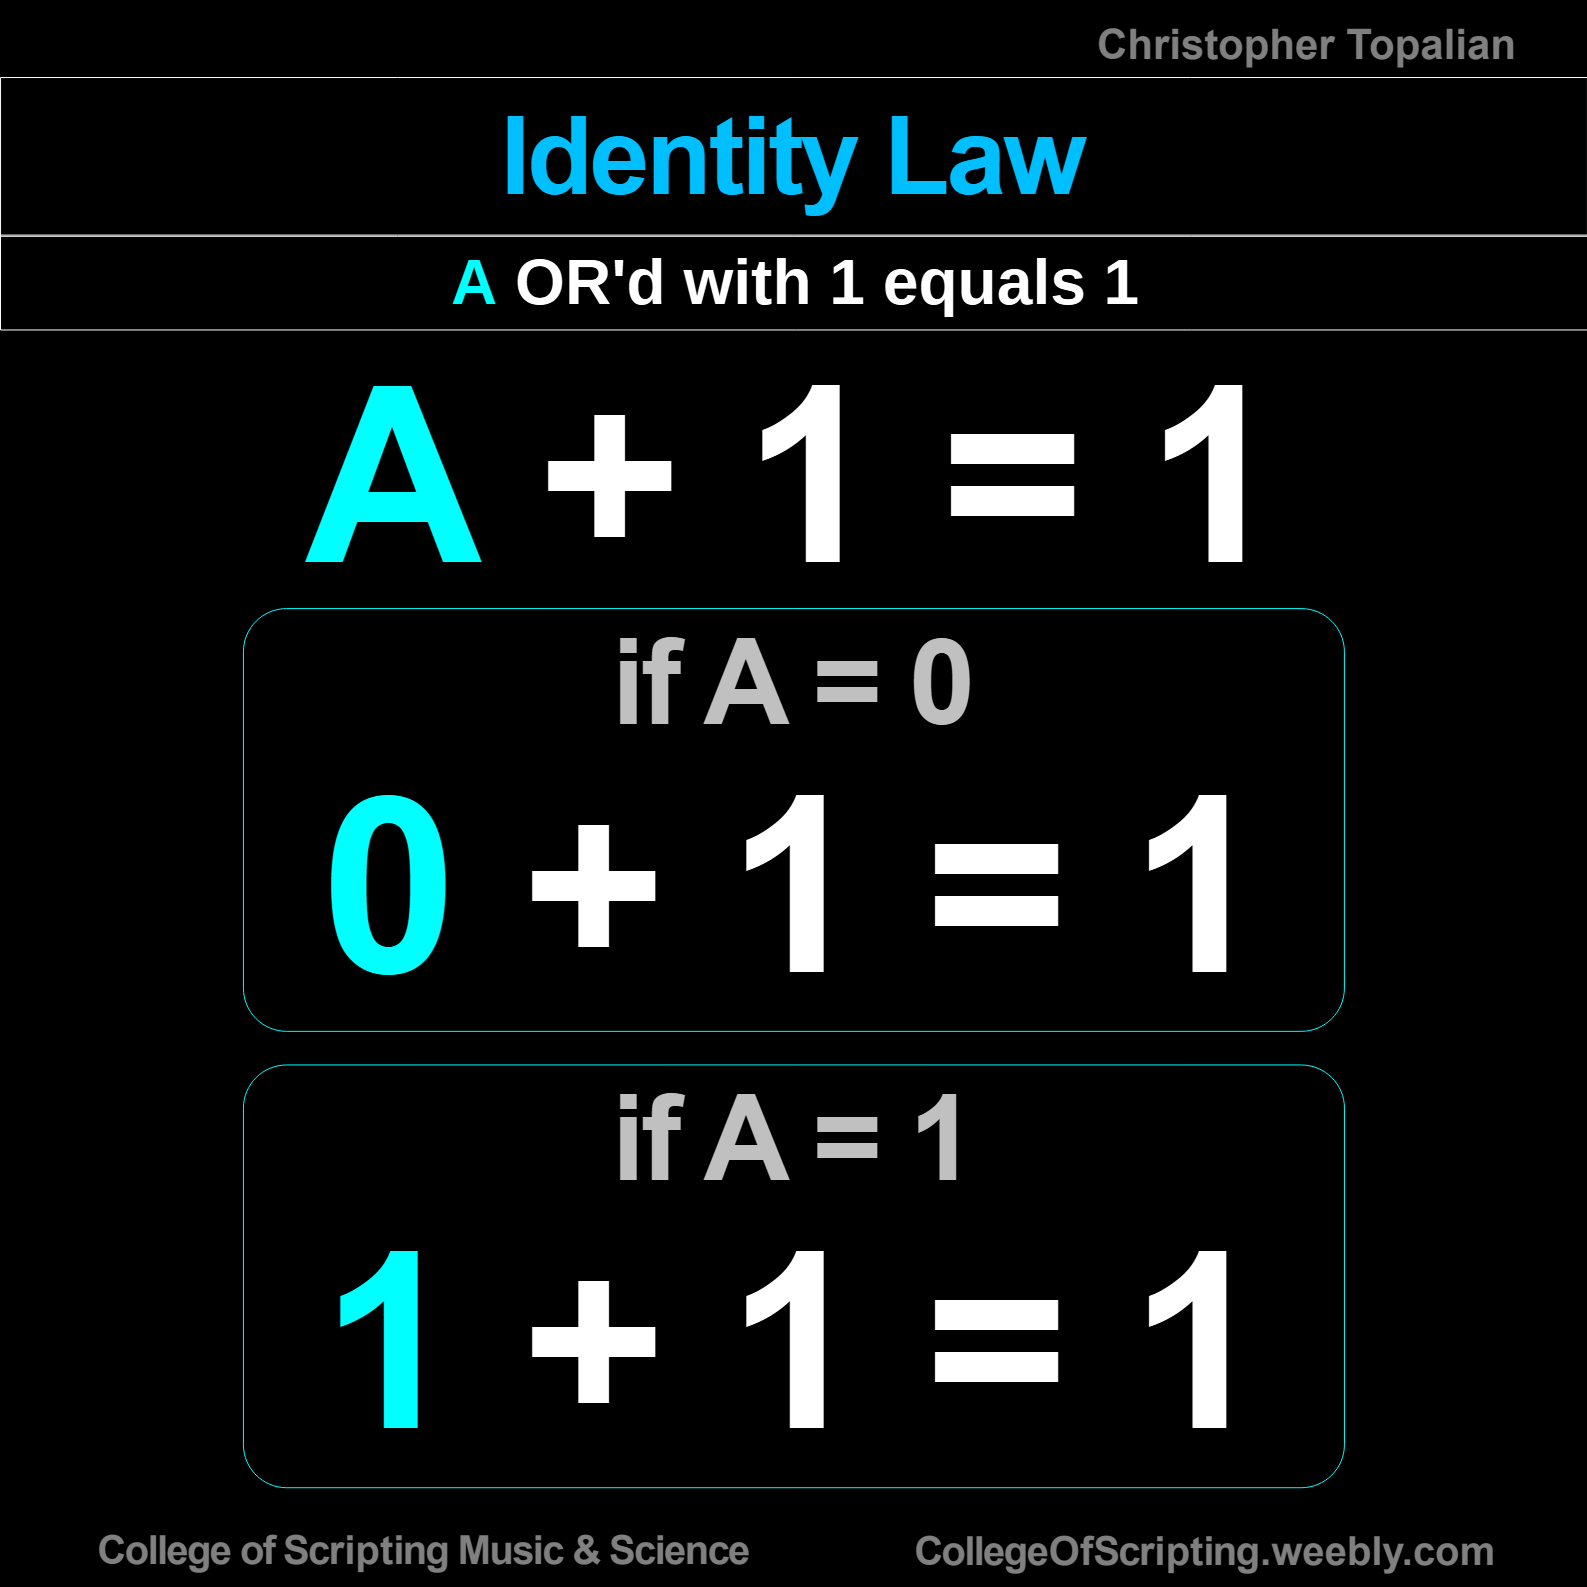 Christopher Topalian
Identity Law
A OR'd with 1 equals 1
A + 1 = 1
if A = 0
0 + 1 = 1
if A = 1
1 + 1 = 1
College of Scripting Music & Science
CollegeOfScripting.weebly.com